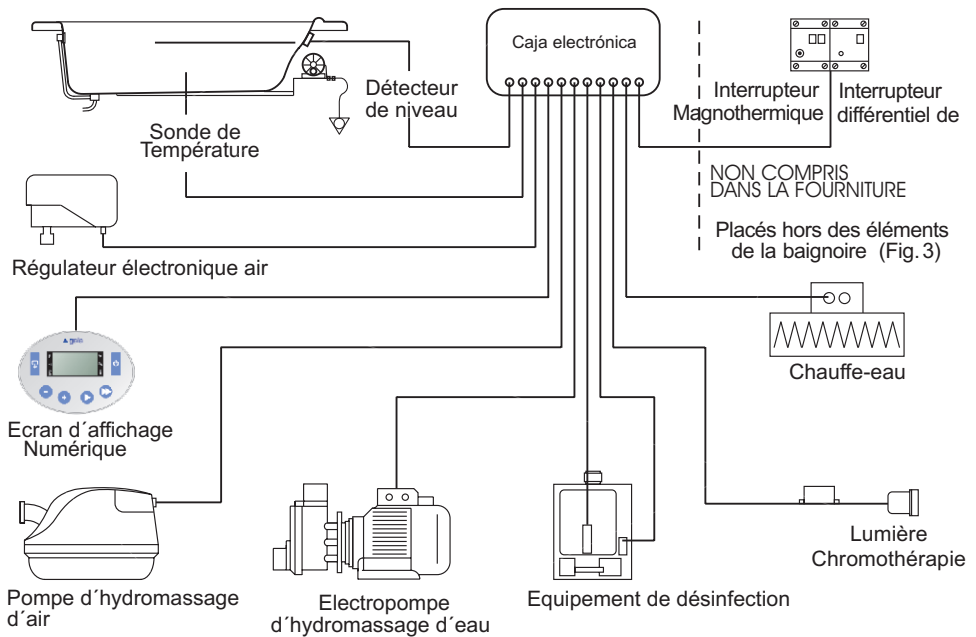 Caja electrónica
Détecteur
de niveau
Sonde de
Température
Interrupteur
Magnothermique
Interrupteur
différentiel de
NON COMPRIS
DANS LA FOURNITURE
Placés hors des éléments
de la baignoire (Fig. 3)
Régulateur électronique air
Chauffe-eau
Ecran d´affichage
Numérique
Lumière
Chromothérapie
Pompe d´hydromassage
d´air
Electropompe
d´hydromassage d´eau
Equipement de désinfection